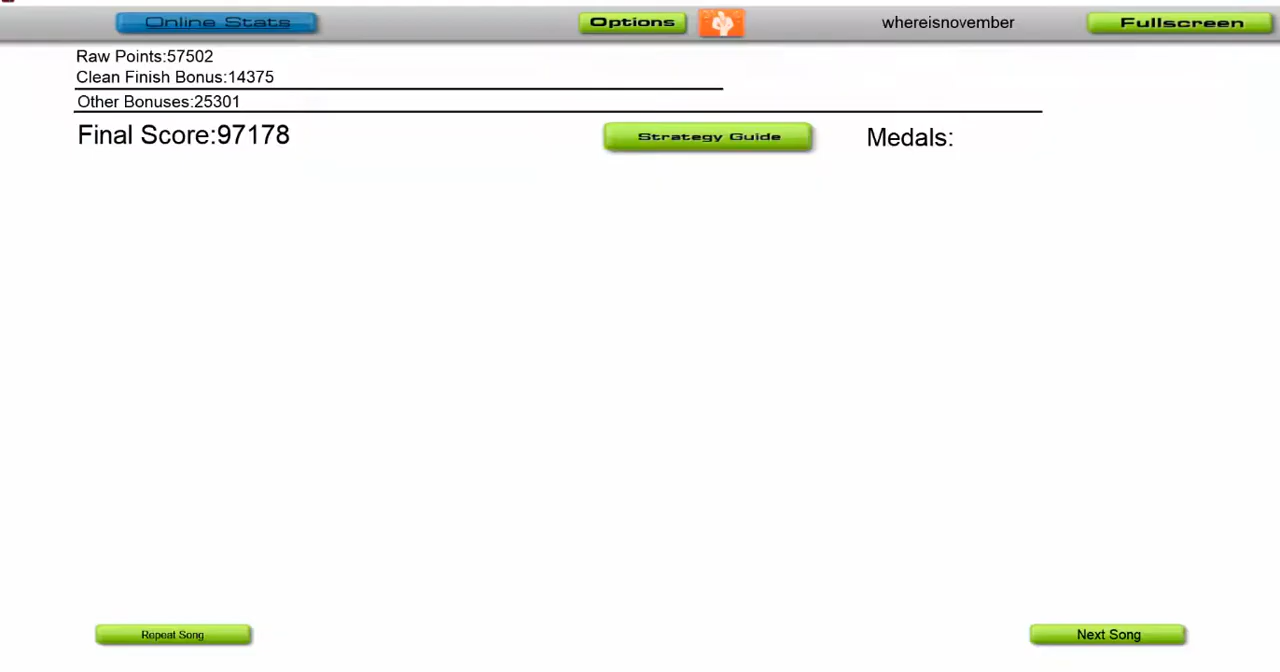 Online Stats
Options
whereisnovember
Fullscreen
Raw Points:57502
Clean Finish Bonus:14375
Other Bonuses:25301
Final Score:97178
Strategy Guide
Medals:
Repeat Song
Next Song